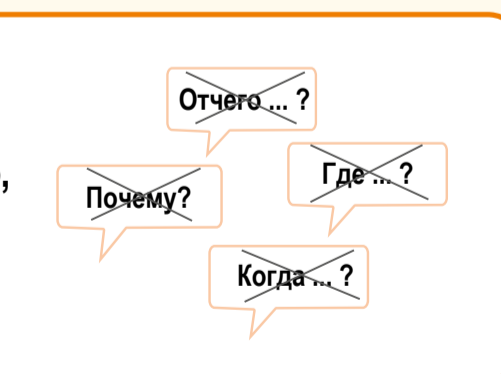 Отчего ... ?
Где ... ?
,
Почему?
Когда ... ?